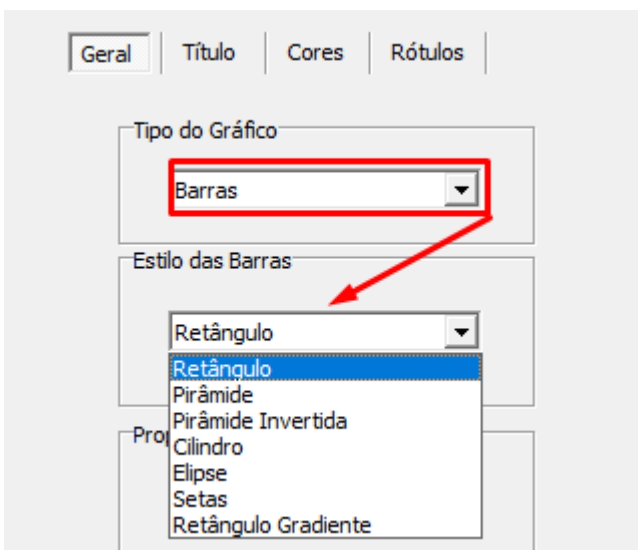 Geral Título Cores Rótulos
Tipo do Gráfico
Barras
Estilo das Barras
Retângulo
Retângulo
Pirâmide
Pirâmide Invertida
Cilindro
Elipse
Setas
Retângulo Gradiente